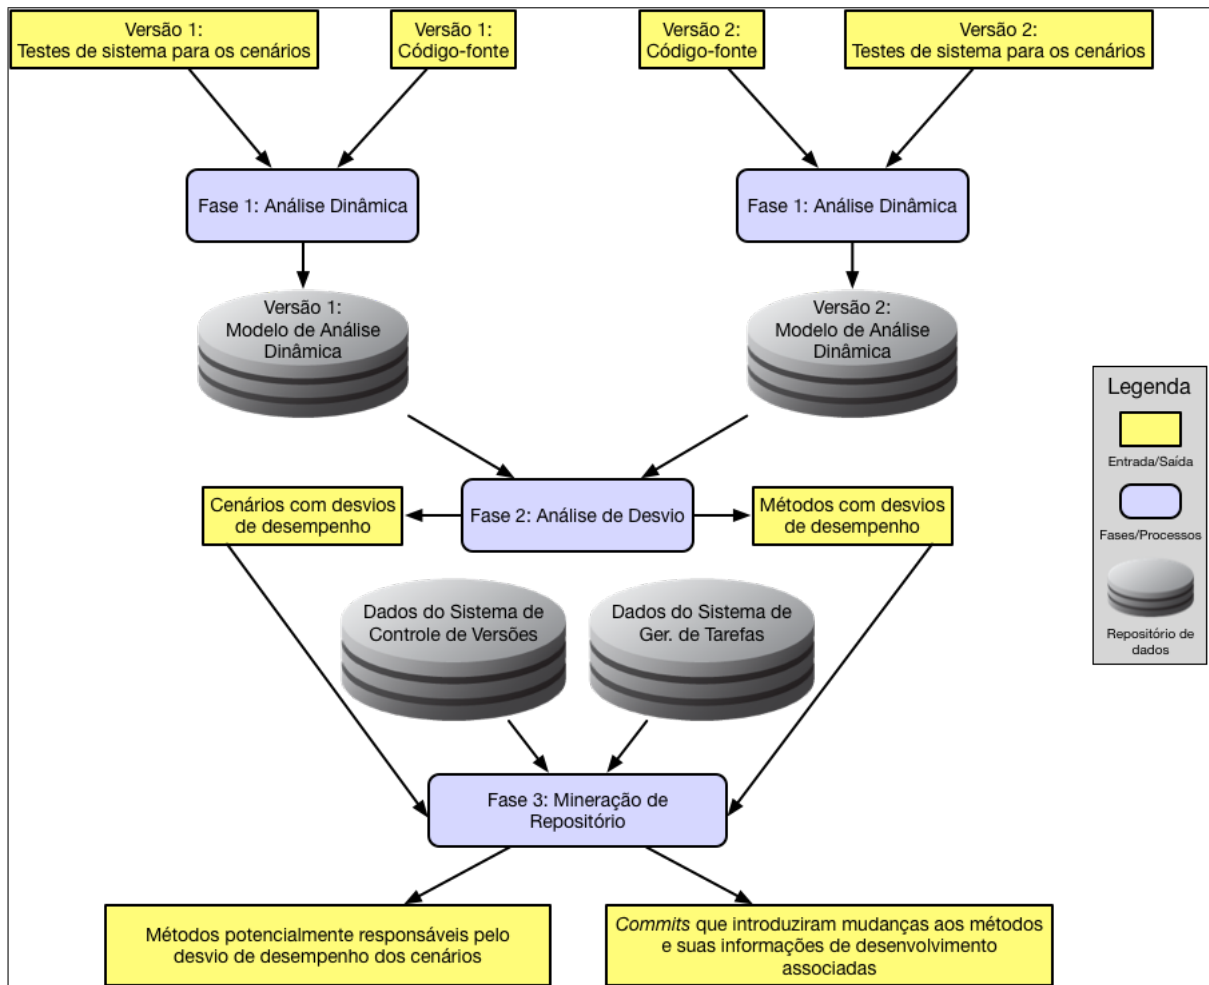 Versão 1:
Testes de sistema para os cenários
Versão 1:
Código-fonte
Versão 2:
Código-fonte
Versão 2:
Testes de sistema para os cenários
Fase 1: Análise Dinâmica
Fase 1: Análise Dinâmica
Versão 1:
Modelo de Análise
Dinâmica
Versão 2:
Modelo de Análise
Dinâmica
Legenda
Entrada/Saída
Fases/Processos
Repositório de
dados
Cenários com desvios
de desempenho
Fase 2: Análise de Desvio
Métodos com desvios
de desempenho
Dados do Sistema de
Controle de Versões
Dados do Sistema de
Ger. de Tarefas
Fase 3: Mineração de
Repositório
Métodos potencialmente responsáveis pelo
desvio de desempenho dos cenários
Commits que introduziram mudanças aos métodos
e suas informações de desenvolvimento
associadas